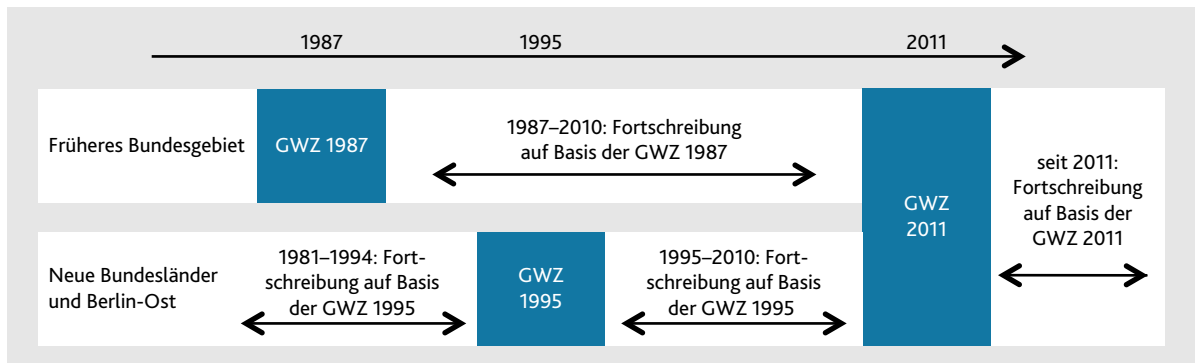 1987
1995
2011
Früheres Bundesgebiet
GWZ 1987
1987–2010: Fortschreibung
auf Basis der GWZ 1987
GWZ
2011
seit 2011:
Fortschreibung
auf Basis der
GWZ 2011
Neue Bundesländer
und Berlin-Ost
1981–1994: Fort-
schreibung auf Basis
der GWZ 1995
GWZ
1995
1995–2010: Fort-
schreibung auf Basis
der GWZ 1995